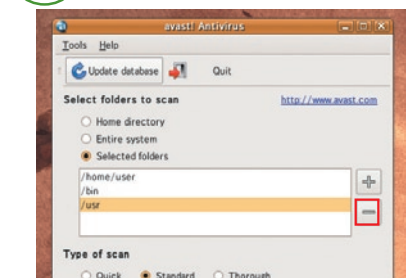 avast! Antivirus
Tools Help
Update database Quit
Select folders to scan http://www.avast.com
Home directory
Entire system
Selected folders
/home/user
/bin
/usr
Type of scan
Quick Standard Thorough